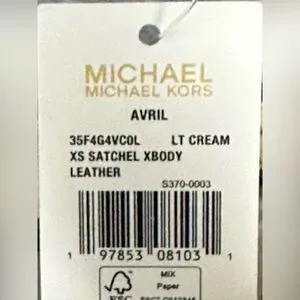 MICHAEL
MICHAEL KORS
AVRIL
35F4G4VC0L LT CREAM
XS SATCHEL XBODY
LEATHER
S370-0003
1 97853 08103 1
MIX
Paper
FSC